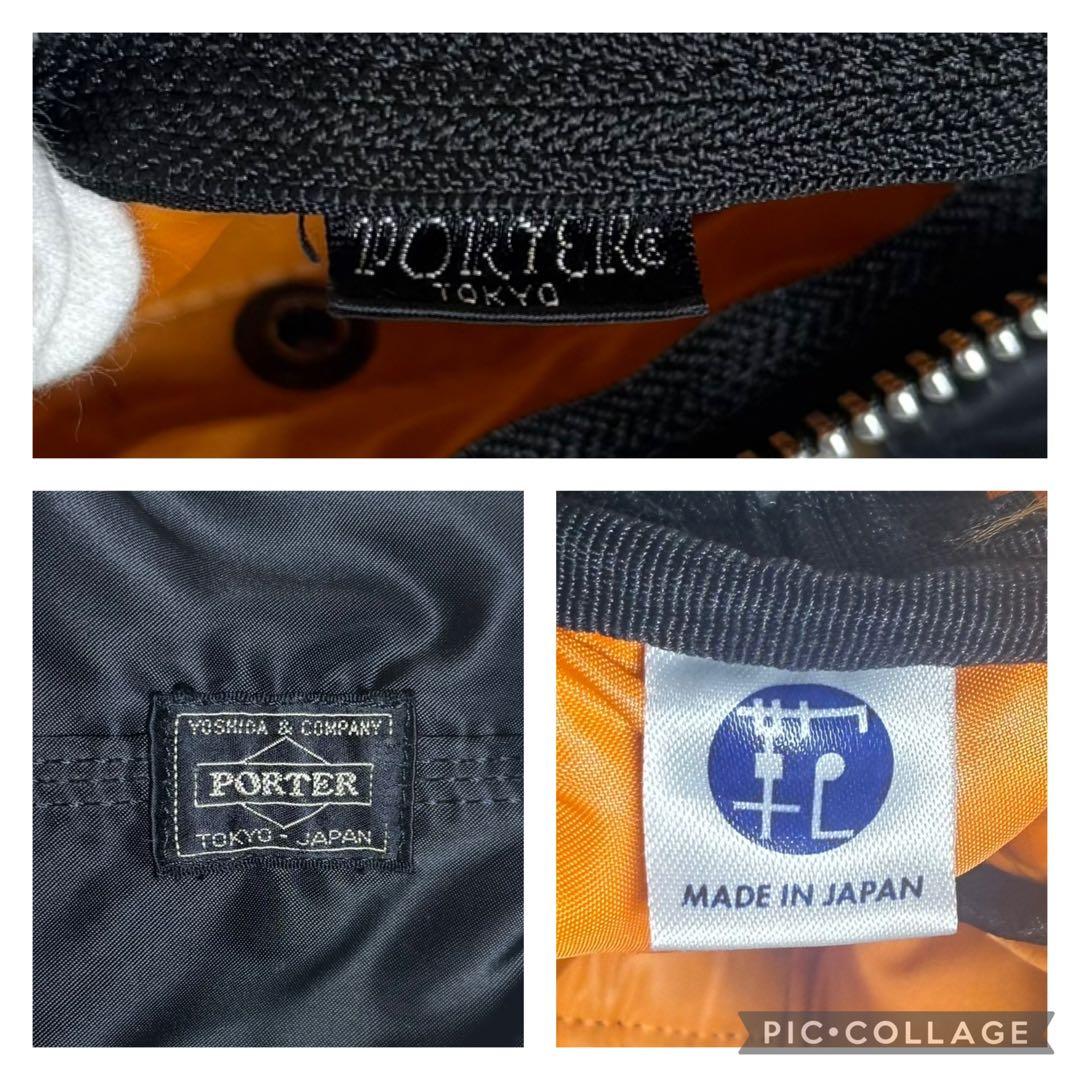 PORTER®
TOKYO
YOSHIDA & COMPANY
PORTER
TOKYO - JAPAN
MADE IN JAPAN
PIC•COLLAGE